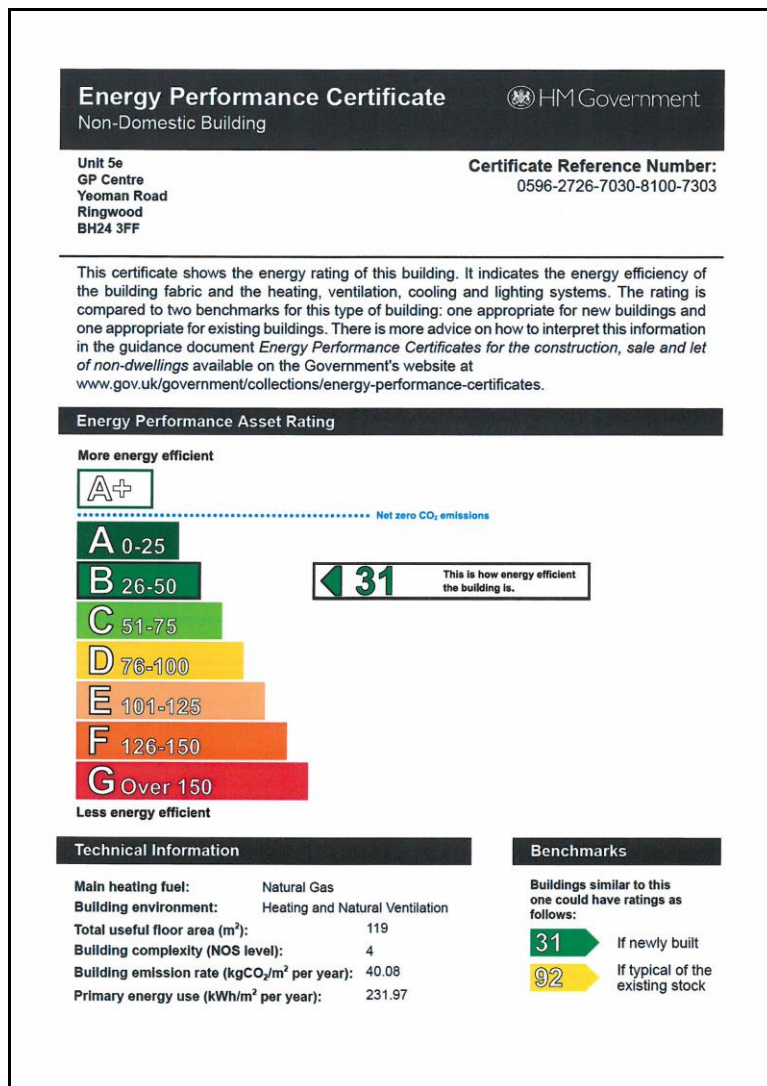 Energy Performance Certificate
Non-Domestic Building
HM Government
Unit 5e
GP Centre
Yeoman Road
Ringwood
BH24 3FF
Certificate Reference Number:
0596-2726-7030-8100-7303
This certificate shows the energy rating of this building. It indicates the energy efficiency of
the building fabric and the heating, ventilation, cooling and lighting systems. The rating is
compared to two benchmarks for this type of building: one appropriate for new buildings and
one appropriate for existing buildings. There is more advice on how to interpret this information
in the guidance document Energy Performance Certificates for the construction, sale and let
of non-dwellings available on the Government's website at
www.gov.uk/government/collections/energy-performance-certificates.
Energy Performance Asset Rating
More energy efficient
A+
Net zero CO₂ emissions
A 0-25
B 26-50
31
This is how energy efficient
the building is.
C 51-75
D 76-100
E 101-125
F 126-150
G Over 150
Less energy efficient
Technical Information
Main heating fuel: Natural Gas
Building environment: Heating and Natural Ventilation
Total useful floor area (m²): 119
Building complexity (NOS level): 4
Building emission rate (kgCO₂/m² per year): 40.08
Primary energy use (kWh/m² per year): 231.97
Benchmarks
Buildings similar to this
one could have ratings as
follows:
31 If newly built
92 If typical of the
existing stock